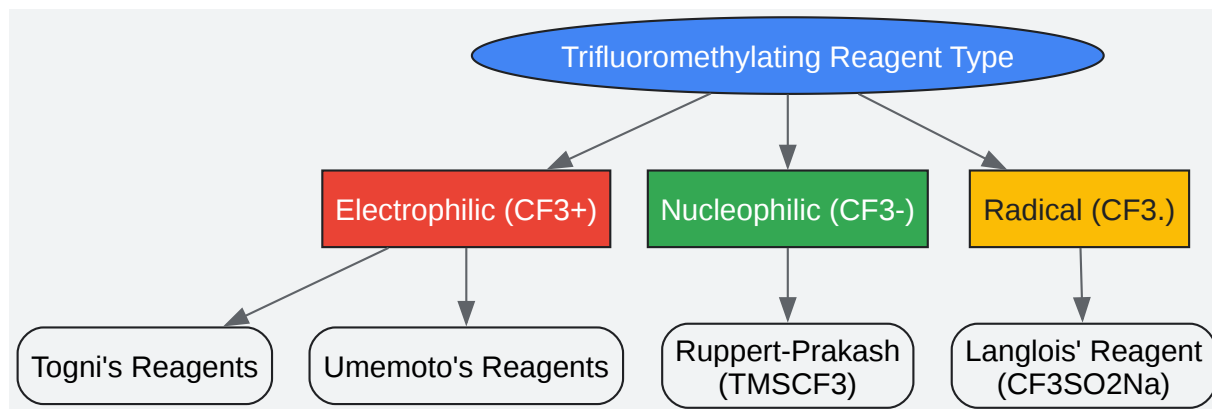 Trifluoromethylating Reagent Type
Electrophilic (CF3+)
Nucleophilic (CF3-)
Radical (CF3.)
Togni's Reagents
Umemoto's Reagents
Ruppert-Prakash
(TMSCF3)
Langlois' Reagent
(CF3SO2Na)